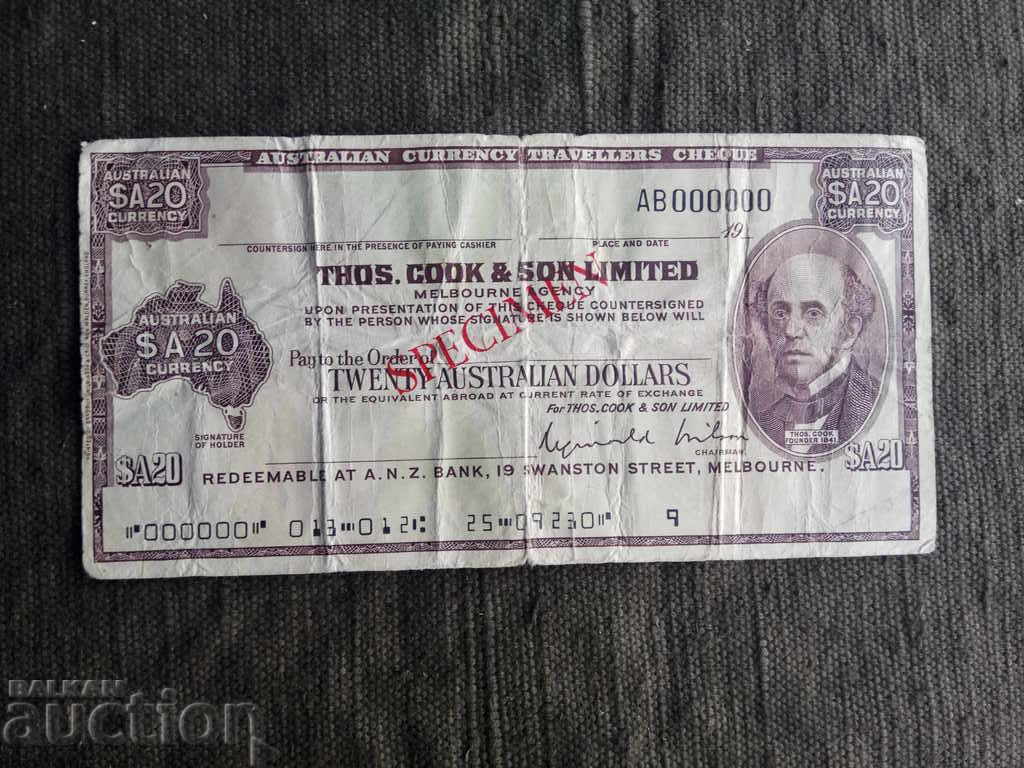 AUSTRALIAN CURRENCY TRAVELLERS CHEQUE
AUSTRALIAN
$A20
CURRENCY
AUSTRALIAN
$A20
CURRENCY
AB000000
19
COUNTERSIGN HERE IN THE PRESENCE OF PAYING CASHIER
PLACE AND DATE
THOS. COOK & SON LIMITED
MELBOURNE AGENCY
UPON PRESENTATION OF THIS CHEQUE COUNTERSIGNED
BY THE PERSON WHOSE SIGNATURE IS SHOWN BELOW WILL
SPECIMEN
AUSTRALIAN
$A20
CURRENCY
Pay to the Order of
TWENTY AUSTRALIAN DOLLARS
OR THE EQUIVALENT ABROAD AT CURRENT RATE OF EXCHANGE
For THOS. COOK & SON LIMITED
SIGNATURE
OF HOLDER
Reginald Wilson
CHAIRMAN.
THOS. COOK
FOUNDER 1841
$A20
REDEEMABLE AT A.N.Z. BANK, 19 SWANSTON STREET, MELBOURNE.
$A20
⑈000000⑈ 013⑉012⑆ 25⑉09230⑈ 9
BALKAN
auction